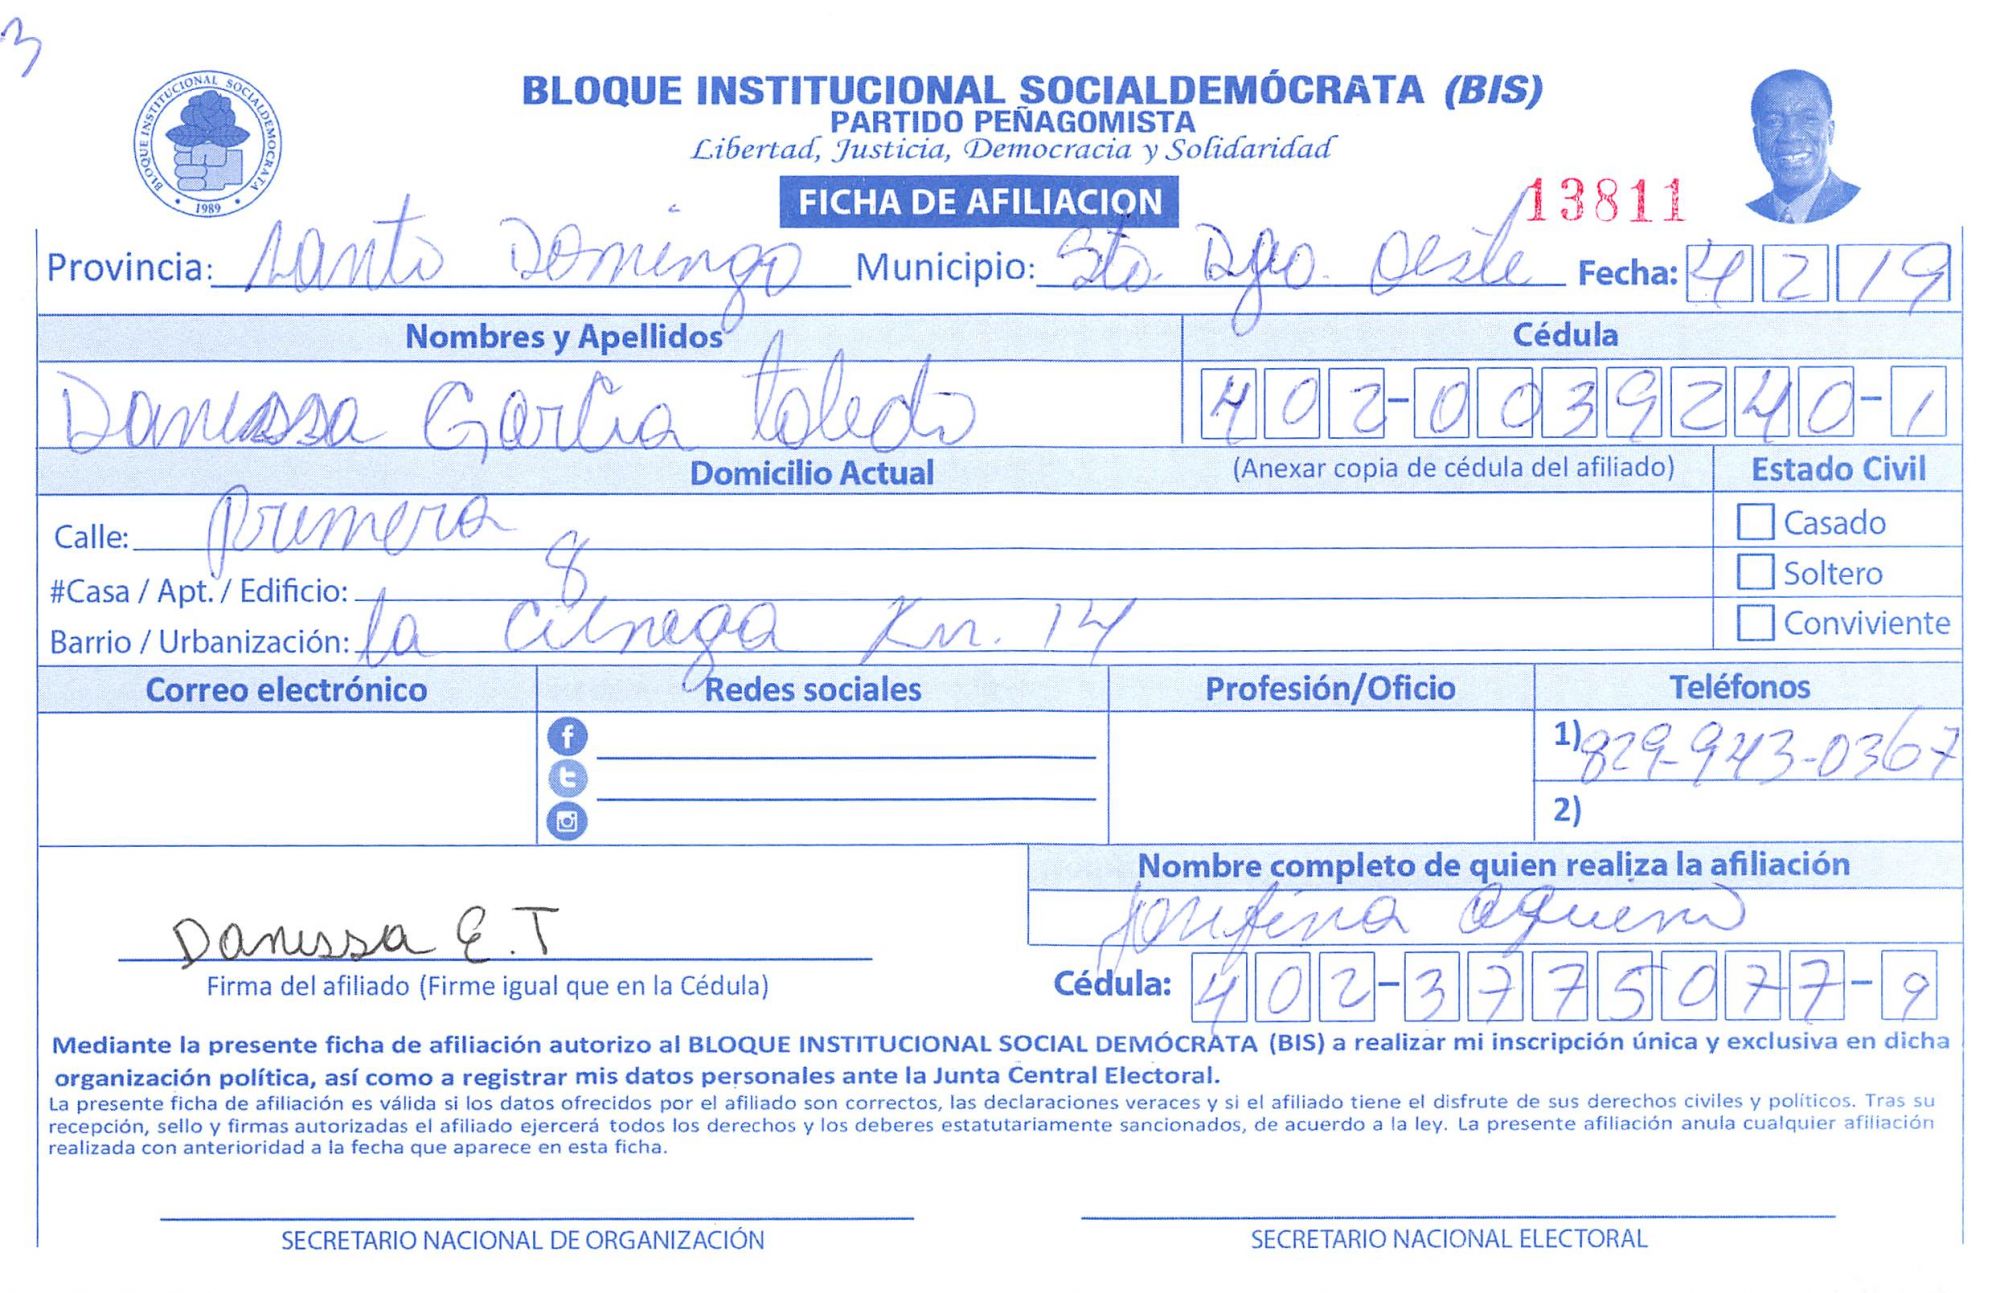 3
BLOQUE INSTITUCIONAL SOCIALDEMÓCRATA (BIS)
PARTIDO PEÑAGOMISTA
Libertad, Justicia, Democracia y Solidaridad
BLOQUE INSTITUCIONAL SOCIALDEMOCRATA
1989
FICHA DE AFILIACION
13811
Provincia: Santo Domingo Municipio: Sto. Dgo. Oeste Fecha: 4 2 19
Nombres y Apellidos Cédula
Danissa Garcia Toledo 402-0039240-1
Domicilio Actual (Anexar copia de cédula del afiliado) Estado Civil
Calle: Primera Casado
#Casa / Apt. / Edificio: 8 Soltero
Barrio / Urbanización: la Cienega Km. 14 Conviviente
Correo electrónico Redes sociales Profesión/Oficio Teléfonos
1) 829-943-0367
2)
Nombre completo de quien realiza la afiliación
Aquero
Danissa E.T
Firma del afiliado (Firme igual que en la Cédula) Cédula: 402-3775077-9
Mediante la presente ficha de afiliación autorizo al BLOQUE INSTITUCIONAL SOCIAL DEMÓCRATA (BIS) a realizar mi inscripción única y exclusiva en dicha
organización política, así como a registrar mis datos personales ante la Junta Central Electoral.
La presente ficha de afiliación es válida si los datos ofrecidos por el afiliado son correctos, las declaraciones veraces y si el afiliado tiene el disfrute de sus derechos civiles y políticos. Tras su
recepción, sello y firmas autorizadas el afiliado ejercerá todos los derechos y los deberes estatutariamente sancionados, de acuerdo a la ley. La presente afiliación anula cualquier afiliación
realizada con anterioridad a la fecha que aparece en esta ficha.
SECRETARIO NACIONAL DE ORGANIZACIÓN SECRETARIO NACIONAL ELECTORAL